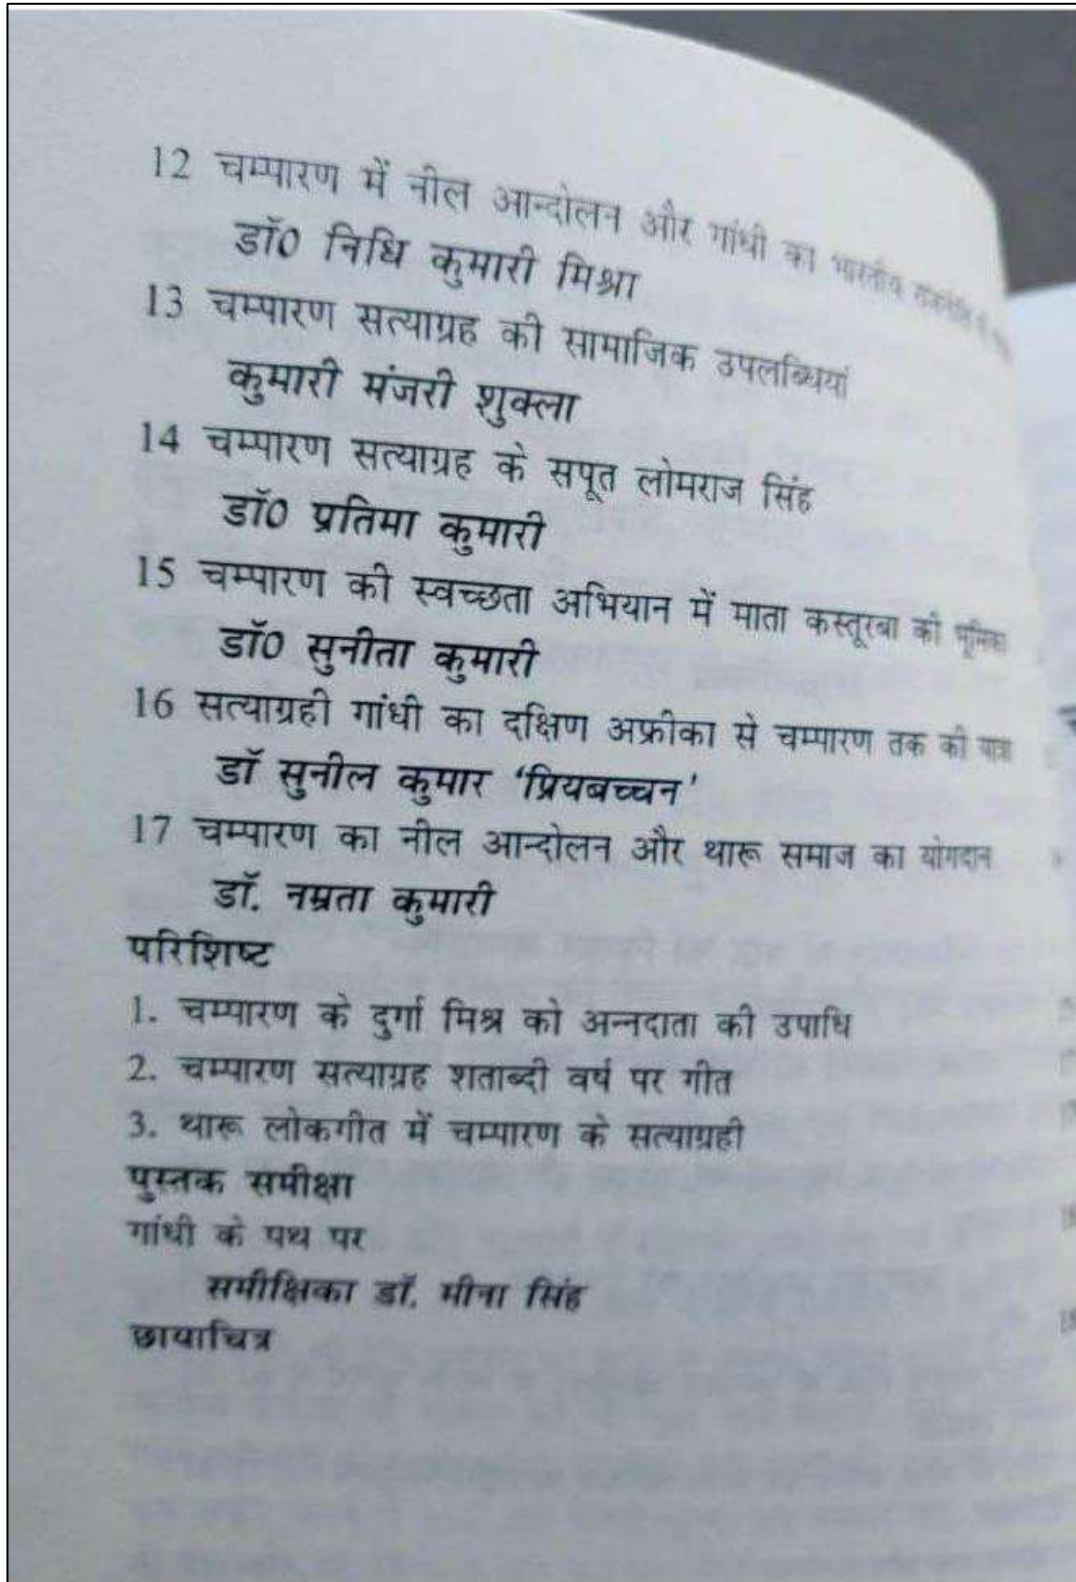 12 चम्पारण में नील आन्दोलन और गांधी का भारतीय राजनीति में
डॉ0 निधि कुमारी मिश्रा
13 चम्पारण सत्याग्रह की सामाजिक उपलब्धियां
कुमारी मंजरी शुक्ला
14 चम्पारण सत्याग्रह के सपूत लोमराज सिंह
डॉ0 प्रतिमा कुमारी
15 चम्पारण की स्वच्छता अभियान में माता कस्तूरबा की भूमिका
डॉ0 सुनीता कुमारी
16 सत्याग्रही गांधी का दक्षिण अफ्रीका से चम्पारण तक की यात्रा
डॉ सुनील कुमार 'प्रियबच्चन'
17 चम्पारण का नील आन्दोलन और थारू समाज का योगदान
डॉ. नम्रता कुमारी
परिशिष्ट
1. चम्पारण के दुर्गा मिश्र को अन्नदाता की उपाधि
2. चम्पारण सत्याग्रह शताब्दी वर्ष पर गीत
3. थारू लोकगीत में चम्पारण के सत्याग्रही
पुस्तक समीक्षा
गांधी के पथ पर
समीक्षिका डॉ. मीना सिंह
छायाचित्र